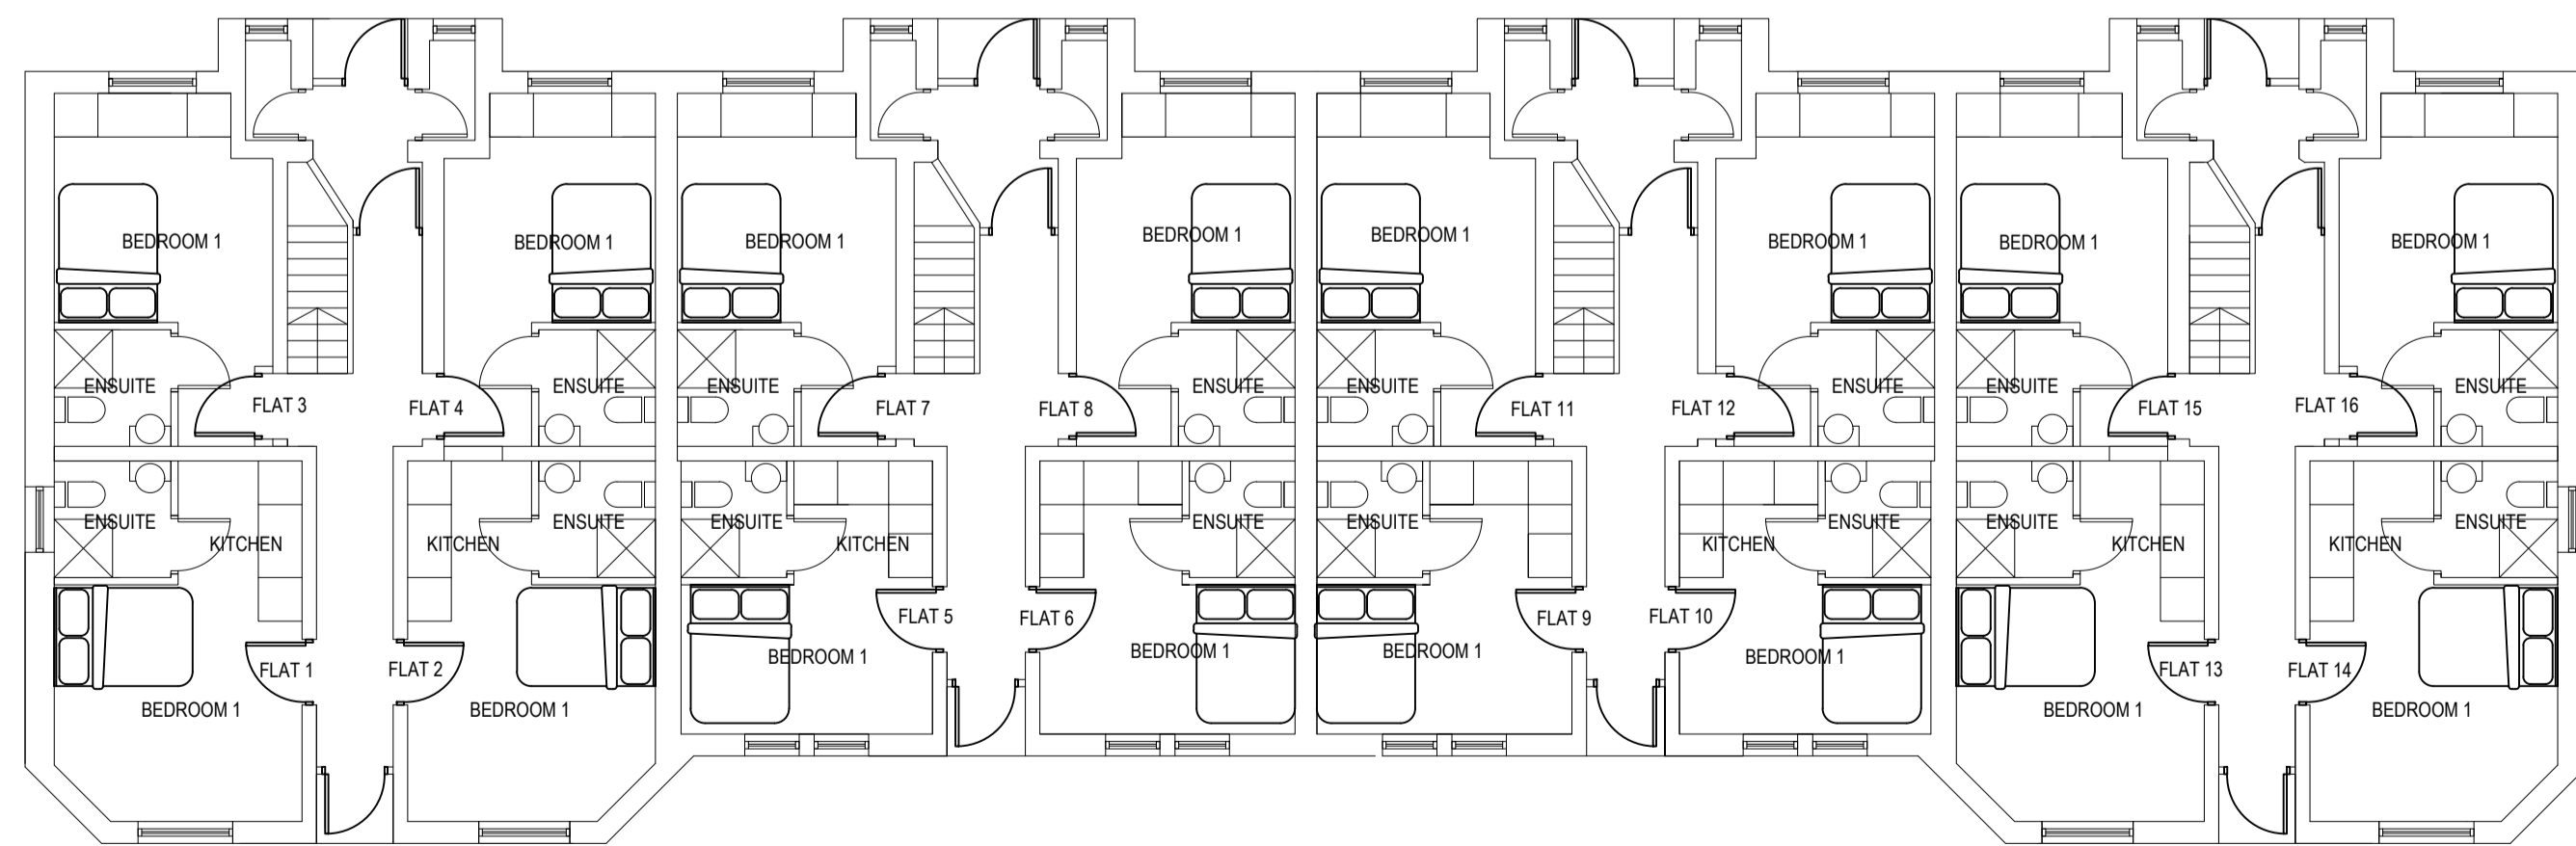 BEDROOM 1
BEDROOM 1
BEDROOM 1
BEDROOM 1
BEDROOM 1
BEDROOM 1
BEDROOM 1
BEDROOM 1
ENSUITE
ENSUITE
ENSUITE
ENSUITE
ENSUITE
ENSUITE
ENSUITE
ENSUITE
FLAT 3
FLAT 4
FLAT 7
FLAT 8
FLAT 11
FLAT 12
FLAT 15
FLAT 16
ENSUITE
ENSUITE
ENSUITE
ENSUITE
ENSUITE
ENSUITE
ENSUITE
ENSUITE
KITCHEN
KITCHEN
KITCHEN
KITCHEN
KITCHEN
KITCHEN
FLAT 5
FLAT 6
FLAT 9
FLAT 10
BEDROOM 1
BEDROOM 1
BEDROOM 1
BEDROOM 1
FLAT 1
FLAT 2
FLAT 13
FLAT 14
BEDROOM 1
BEDROOM 1
BEDROOM 1
BEDROOM 1